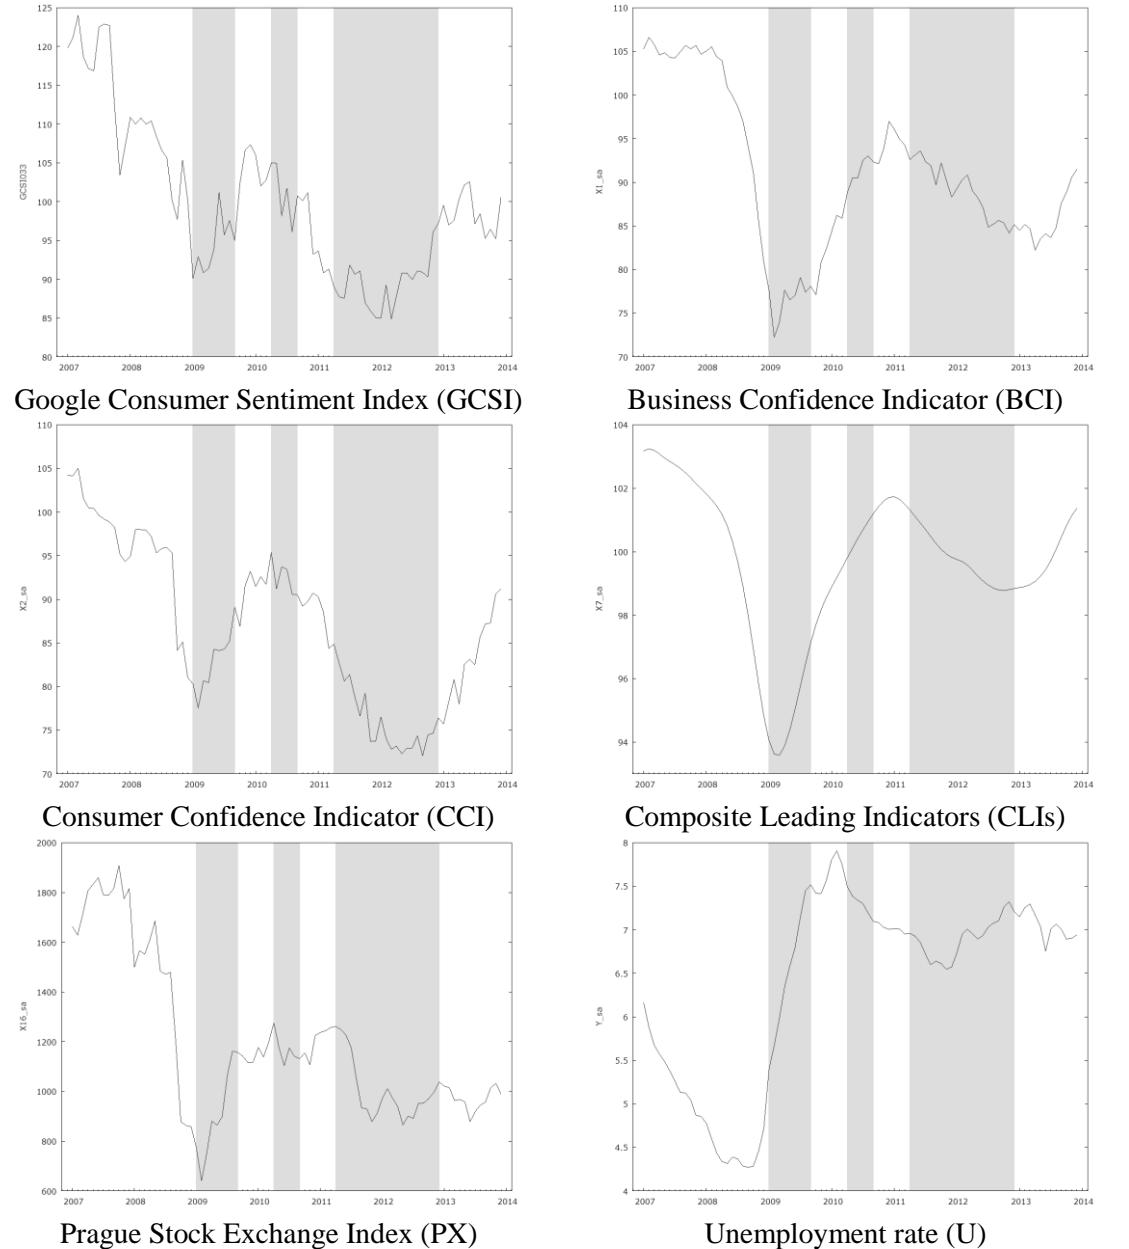 125
120
115
110
105
100
95
90
85
80
GCSI033
2007 2008 2009 2010 2011 2012 2013 2014
110
105
100
95
90
85
80
75
70
X1_sa
2007 2008 2009 2010 2011 2012 2013 2014
Google Consumer Sentiment Index (GCSI)
Business Confidence Indicator (BCI)
110
105
100
95
90
85
80
75
70
X2_sa
2007 2008 2009 2010 2011 2012 2013 2014
104
102
100
98
96
94
X7_sa
2007 2008 2009 2010 2011 2012 2013 2014
Consumer Confidence Indicator (CCI)
Composite Leading Indicators (CLIs)
2000
1800
1600
1400
1200
1000
800
600
X16_sa
2007 2008 2009 2010 2011 2012 2013 2014
8
7.5
7
6.5
6
5.5
5
4.5
4
Y_sa
2007 2008 2009 2010 2011 2012 2013 2014
Prague Stock Exchange Index (PX)
Unemployment rate (U)